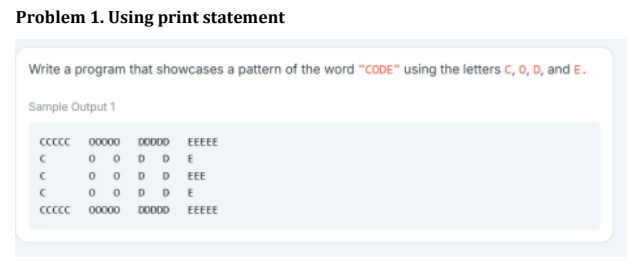 Problem 1. Using print statement
Write a program that showcases a pattern of the word "CODE" using the letters C, O, D, and E.
Sample Output 1
CCCCC  OOOOO  DDDDD  EEEEE
C      O   O  D   D  E
C      O   O  D   D  EEE
C      O   O  D   D  E
CCCCC  OOOOO  DDDDD  EEEEE